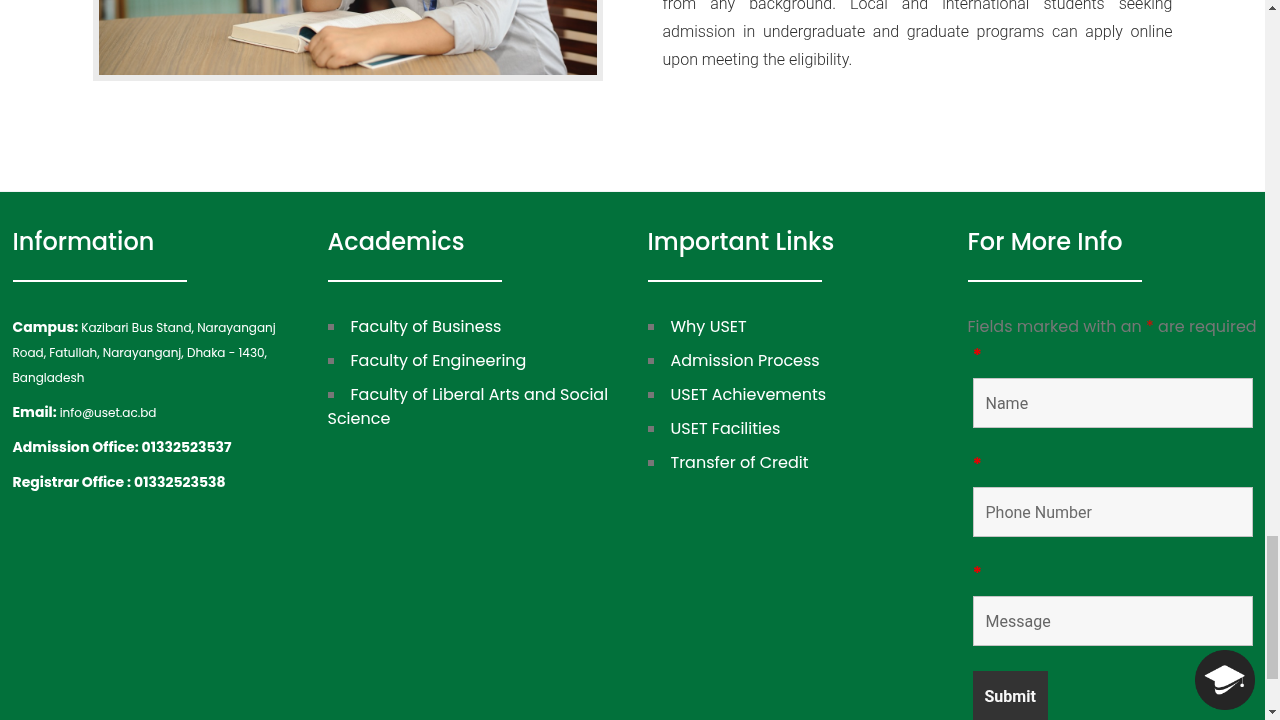 from any background. Local and international students seeking
admission in undergraduate and graduate programs can apply online
upon meeting the eligibility.
Information
Campus: Kazibari Bus Stand, Narayanganj
Road, Fatullah, Narayanganj, Dhaka - 1430,
Bangladesh
Email: info@uset.ac.bd
Admission Office: 01332523537
Registrar Office : 01332523538
Academics
Faculty of Business
Faculty of Engineering
Faculty of Liberal Arts and Social
Science
Important Links
Why USET
Admission Process
USET Achievements
USET Facilities
Transfer of Credit
For More Info
Fields marked with an * are required
*
Name
*
Phone Number
*
Message
Submit